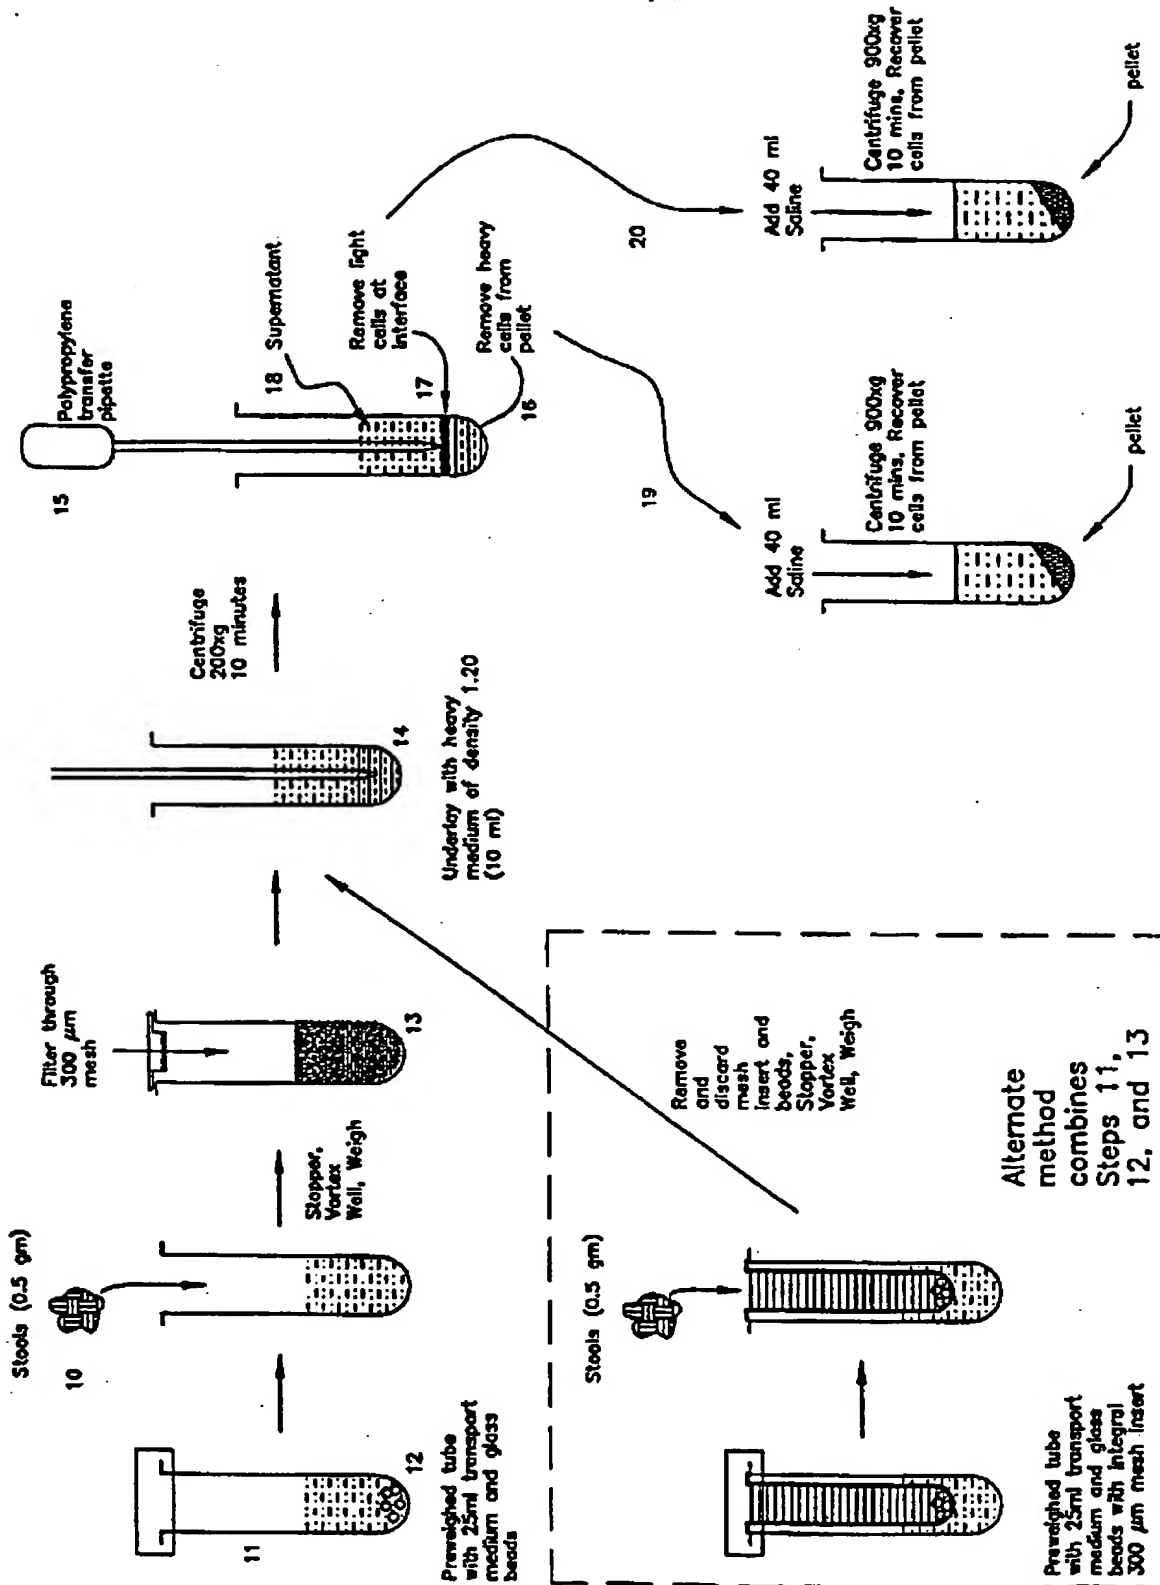 Stools (0.5 gm)
10
11
12
Preweighed tube
with 25ml transport
medium and glass
beads
Stopper,
Vortex
Well, Weigh
Filter through
300 μm
mesh
13
14
Underlay with heavy
medium of density 1.20
(10 ml)
Centrifuge
200xg
10 minutes
15
Polypropylene
transfer
pipette
18 Supernatant
Remove light
cells at
interface
17
Remove heavy
cells from
pellet
16
19
Add 40 ml
Saline
Centrifuge 900xg
10 mins. Recover
cells from pellet
pellet
20
Add 40 ml
Saline
Centrifuge 900xg
10 mins. Recover
cells from pellet
pellet
Stools (0.5 gm)
Preweighed tube
with 25ml transport
medium and glass
beads with integral
300 μm mesh insert
Remove
and
discard
mesh
insert and
beads,
Stopper,
Vortex
Well, Weigh
Alternate
method
combines
Steps 11,
12, and 13